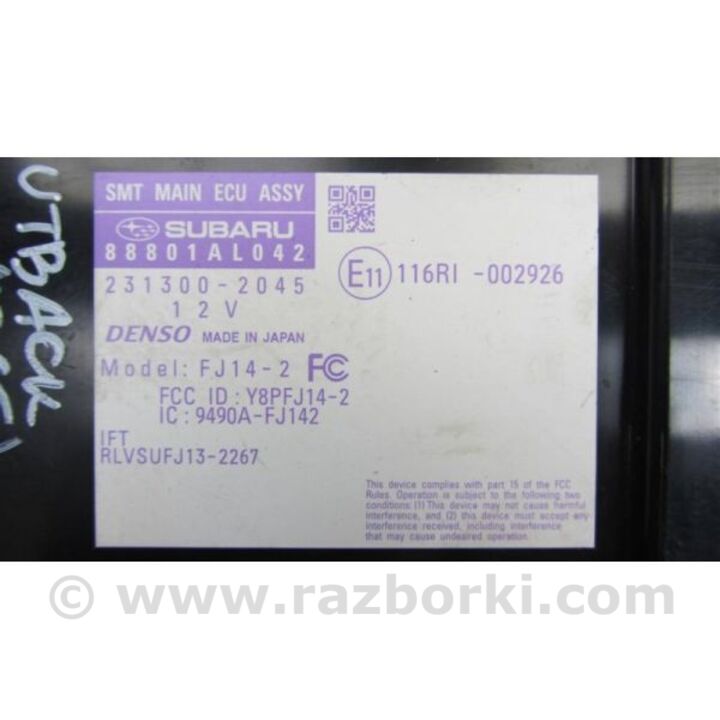 SMT MAIN ECU ASSY
SUBARU
88801AL042
231300-2045
12V
DENSO MADE IN JAPAN
Model: FJ14-2 FC
FCC ID : Y8PFJ14-2
IC : 9490A-FJ142
IFT
RLVSUFJ13-2267
E11 116RI -002926
This device complies with part 15 of the FCC
Rules. Operation is subject to the following two
conditions: (1) This device may not cause harmful
interference, and (2) this device must accept any
interference received, including interference
that may cause undeared operation.
UTBACK
© www.razborki.com